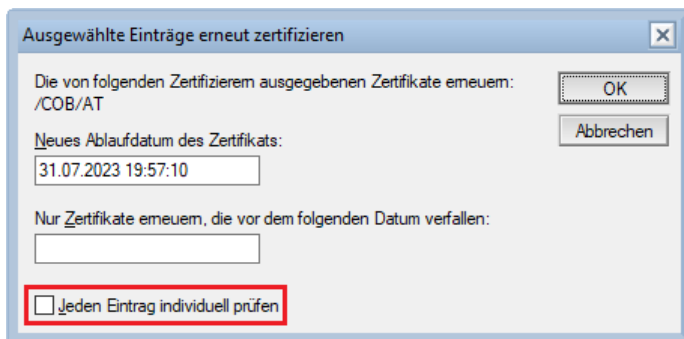 Ausgewählte Einträge erneut zertifizieren
Die von folgenden Zertifizierern ausgegebenen Zertifikate erneuern:
/COB/AT
OK
Abbrechen
Neues Ablaufdatum des Zertifikats:
31.07.2023 19:57:10
Nur Zertifikate erneuern, die vor dem folgenden Datum verfallen:
Jeden Eintrag individuell prüfen